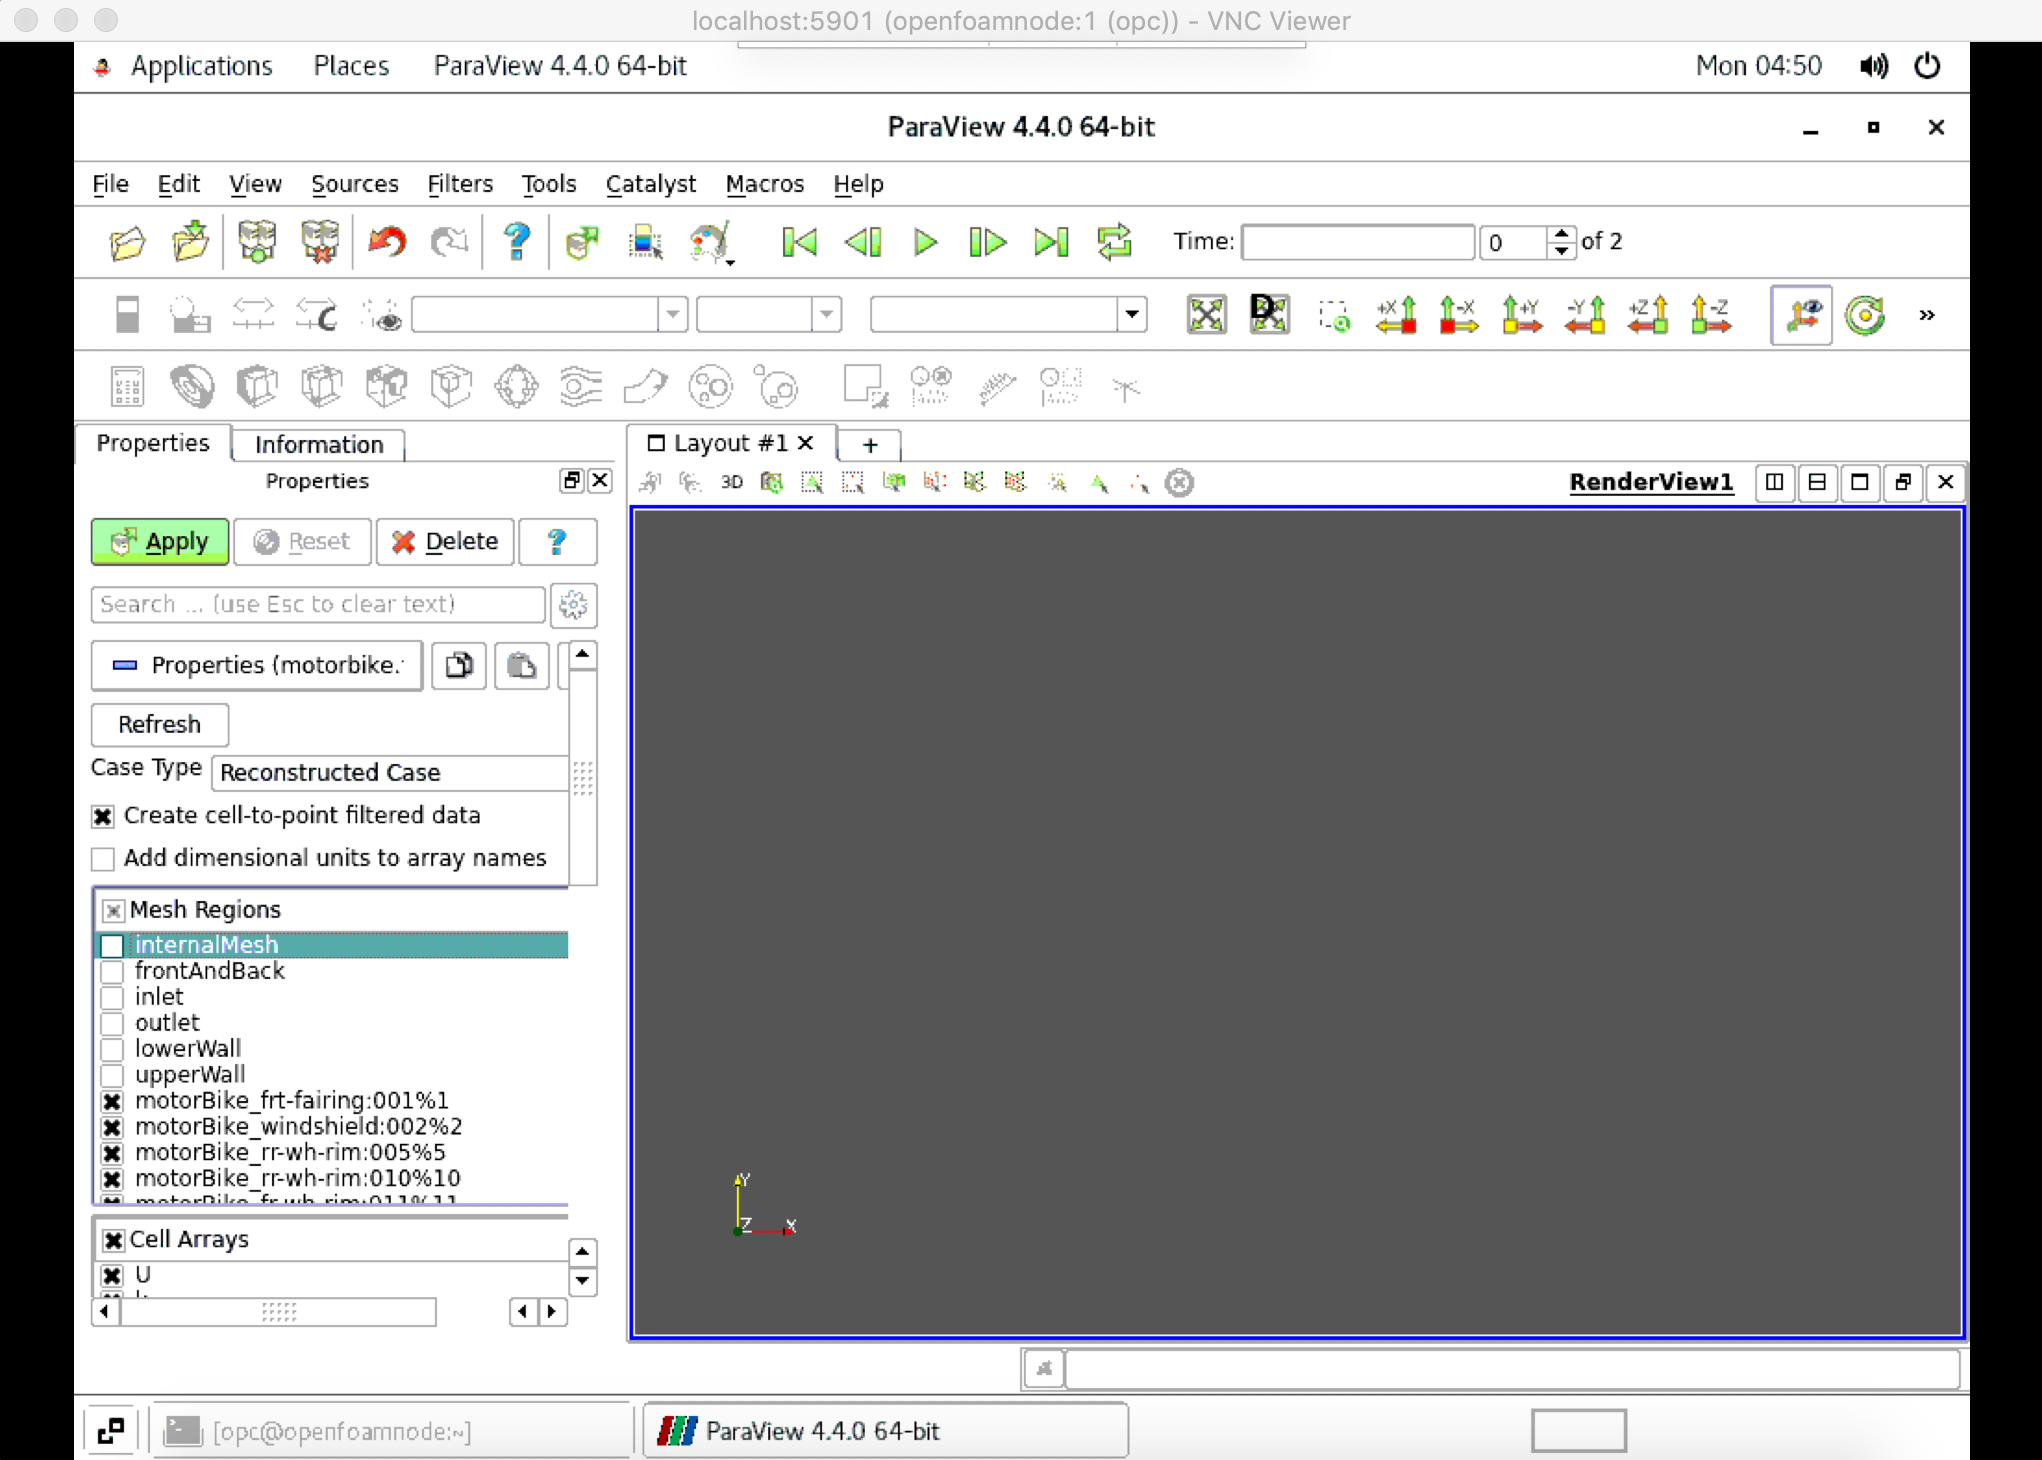 localhost:5901 (openfoamnode:1 (opc)) - VNC Viewer
Applications Places ParaView 4.4.0 64-bit Mon 04:50
ParaView 4.4.0 64-bit
File Edit View Sources Filters Tools Catalyst Macros Help
Time: 0 of 2
+X -X +Y -Y +Z -Z »
Properties Information Layout #1 +
Properties 3D RenderView1
Apply Reset Delete ?
Search ... (use Esc to clear text)
Properties (motorbike.
Refresh
Case Type Reconstructed Case
Create cell-to-point filtered data
Add dimensional units to array names
Mesh Regions
internalMesh
frontAndBack
inlet
outlet
lowerWall
upperWall
motorBike_frt-fairing:001%1
motorBike_windshield:002%2
motorBike_rr-wh-rim:005%5
motorBike_rr-wh-rim:010%10
motorBike_fr-wh-rim:011%11
Y
Z X
Cell Arrays
U
[opc@openfoamnode:~] ParaView 4.4.0 64-bit